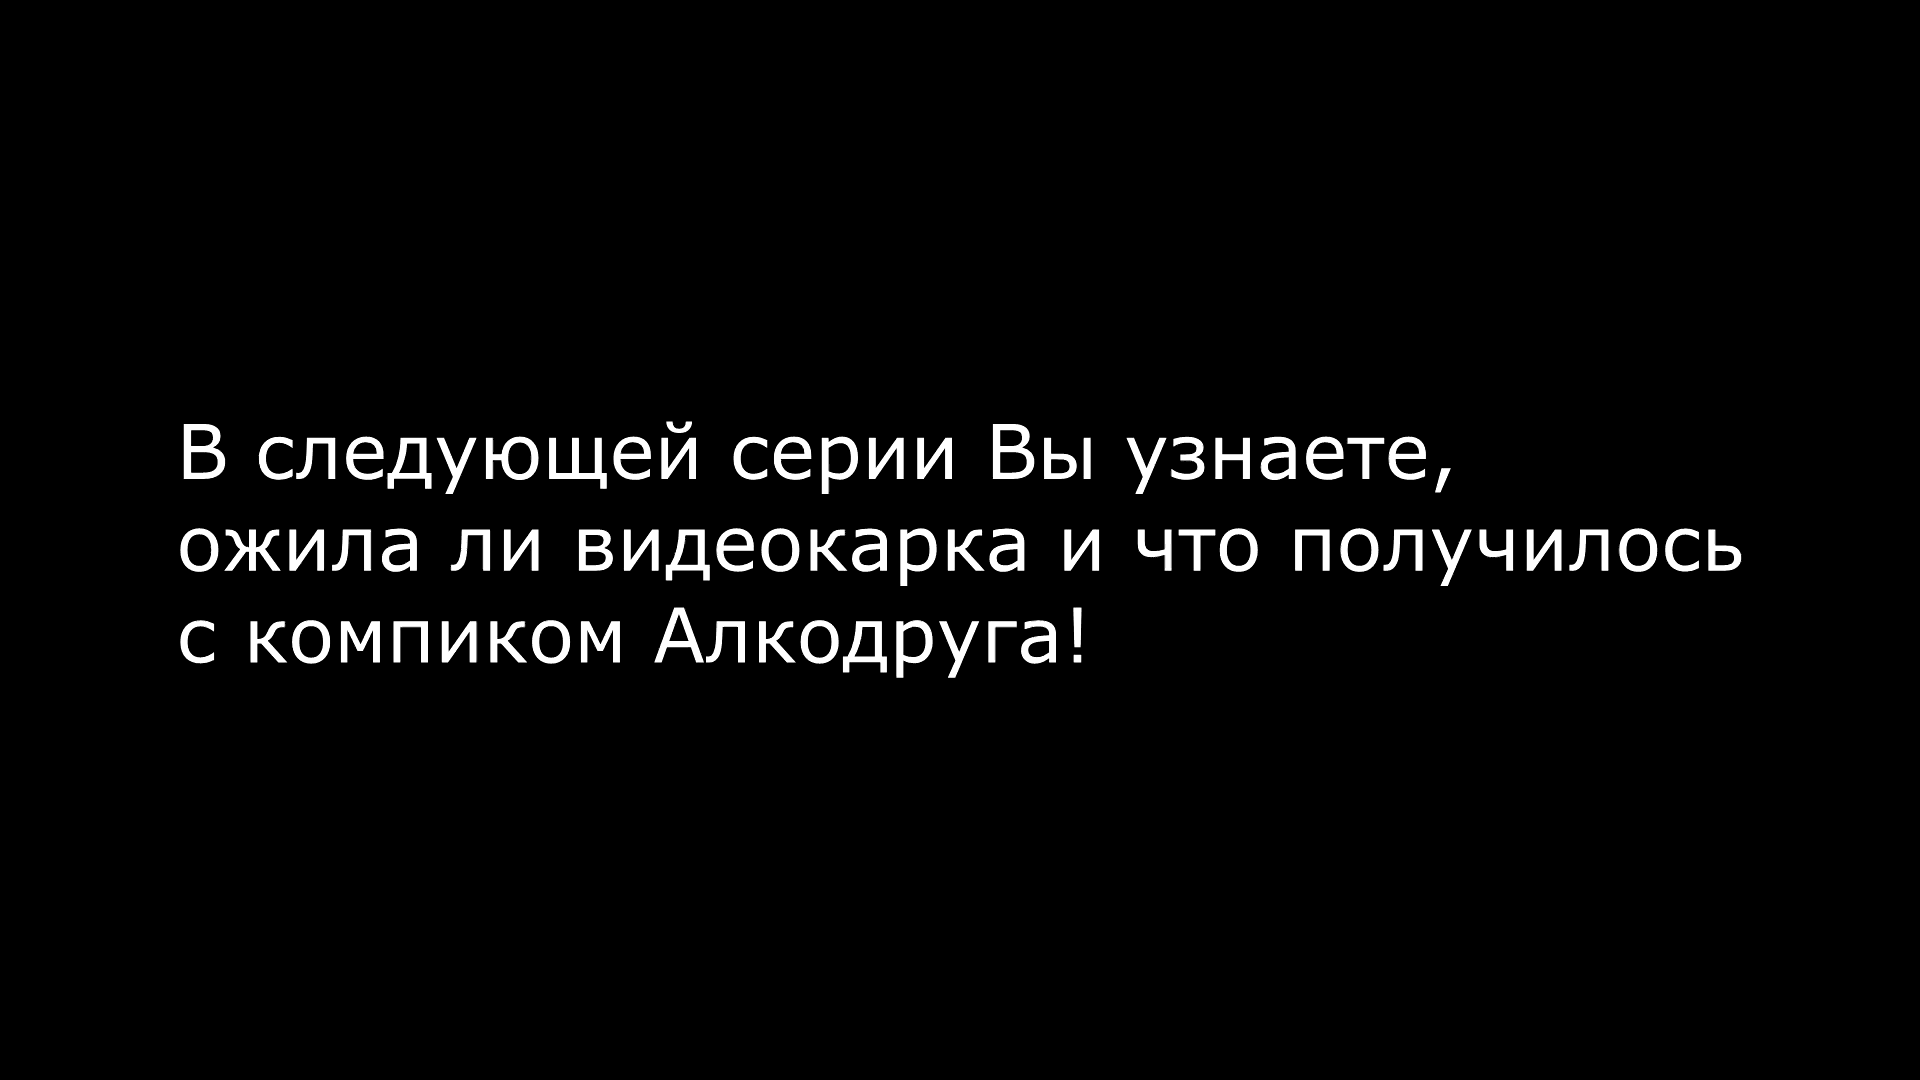 В следующей серии Вы узнаете,
ожила ли видеокарка и что получилось
с компиком Алкодруга!